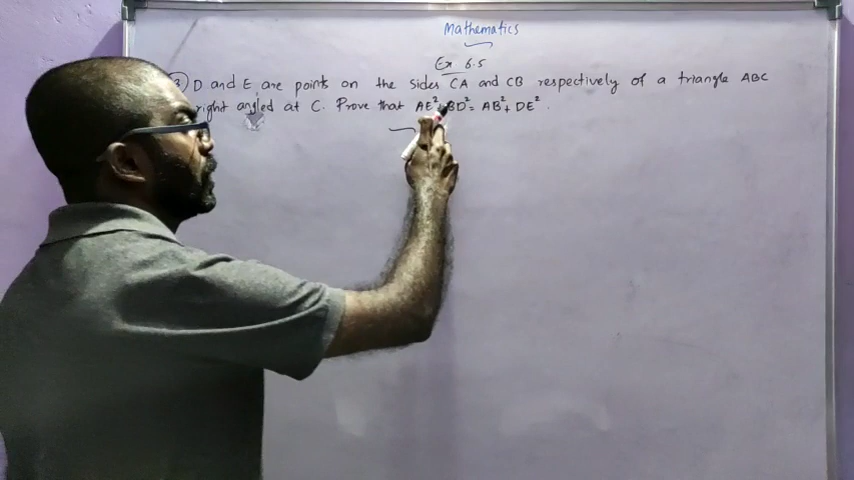 Mathematics
Ex 6.5
D and E are points on the sides CA and CB respectively of a triangle ABC
right angled at C. Prove that AE²+BD² = AB² + DE².